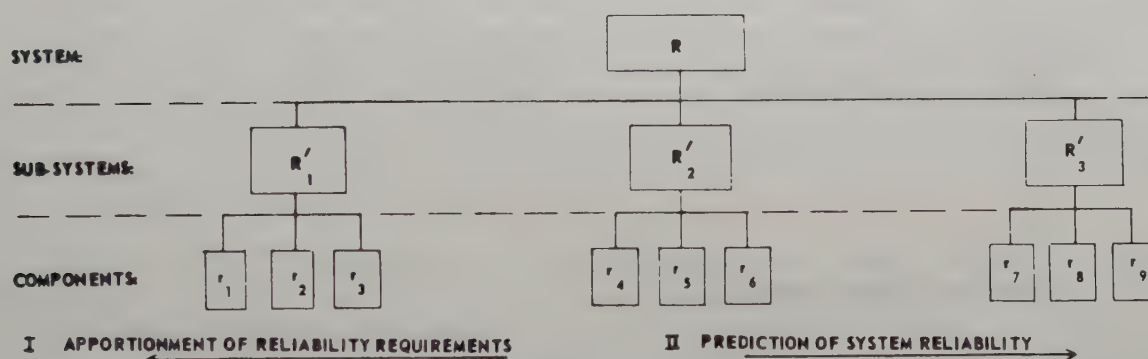 SYSTEM:
R
SUB-SYSTEMS:
R′1 R′2 R′3
COMPONENTS:
r1 r2 r3 r4 r5 r6 r7 r8 r9
I APPORTIONMENT OF RELIABILITY REQUIREMENTS
II PREDICTION OF SYSTEM RELIABILITY